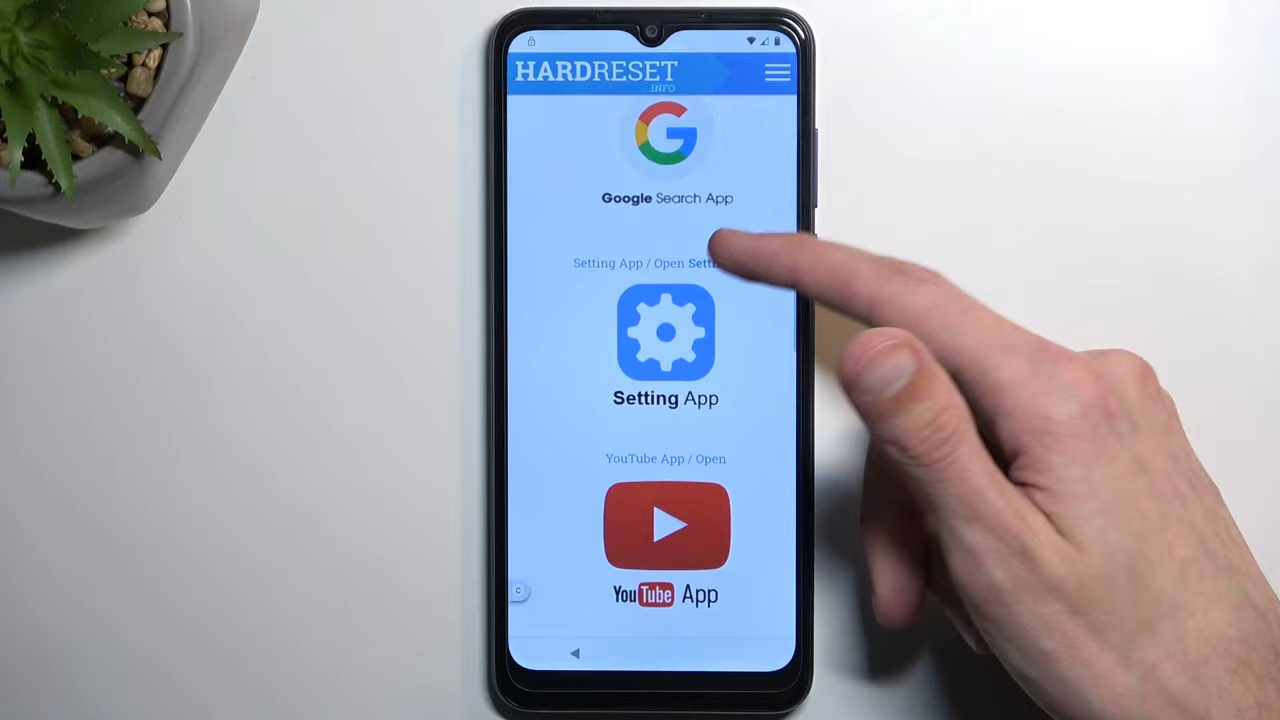 HARDRESET
.INFO
Google Search App
Setting App / Open
Setting App
YouTube App / Open
YouTube App